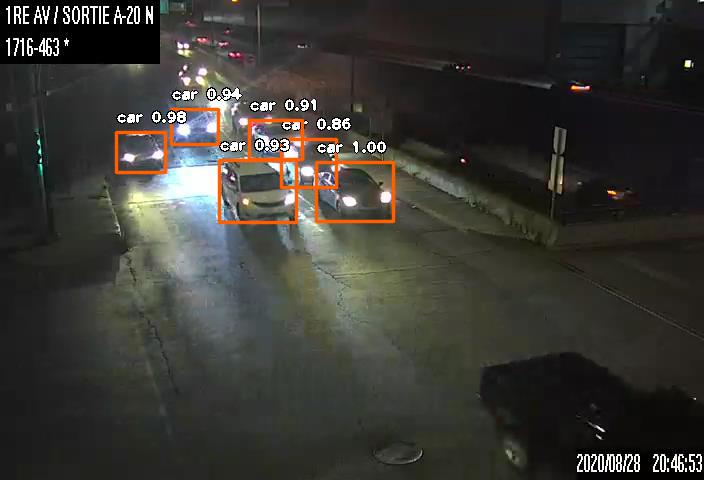 1RE AV / SORTIE A-20 N
1716-463 *
car 0.94
car 0.91
car 0.98
car 0.86
car 0.93
car 1.00
2020/08/28 20:46:53